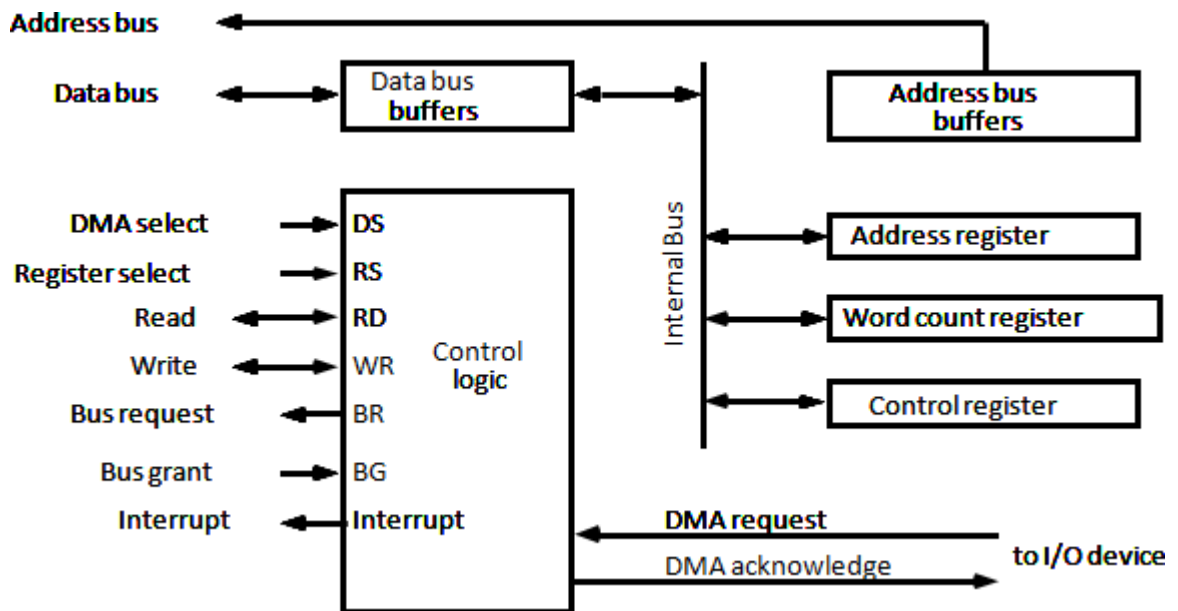 Address bus
Data bus
Data bus
buffers
Address bus
buffers
DMA select
DS
Register select
RS
Read
RD
Write
WR
Bus request
BR
Bus grant
BG
Interrupt
Interrupt
Control
logic
Internal Bus
Address register
Word count register
Control register
DMA request
DMA acknowledge
to I/O device